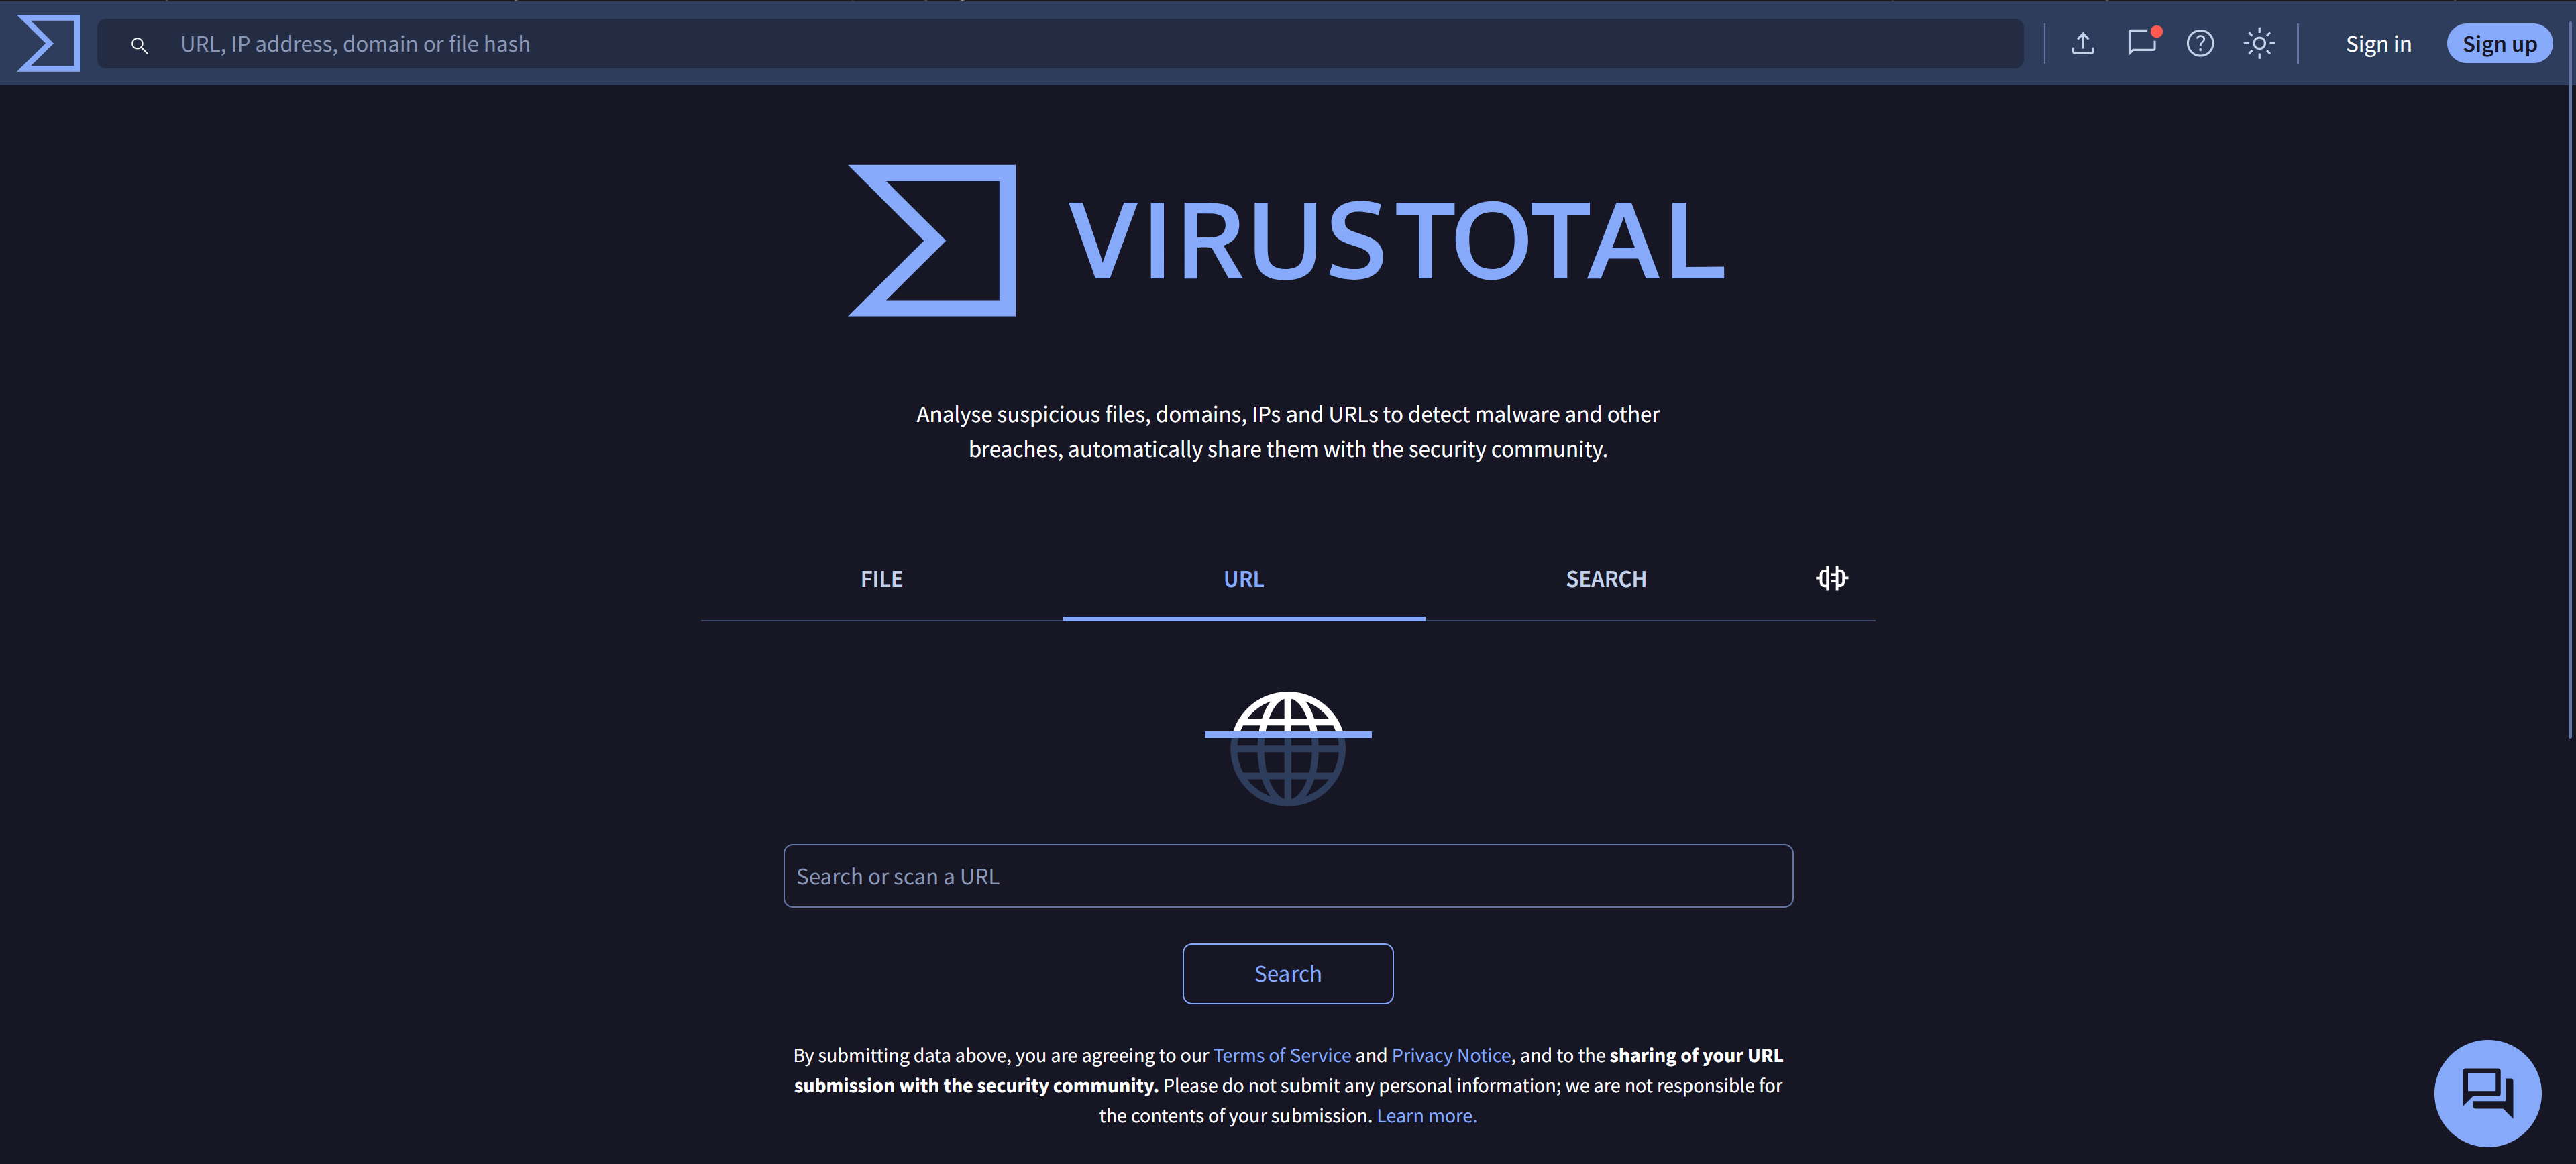 URL, IP address, domain or file hash
Sign in
Sign up
VIRUSTOTAL
Analyse suspicious files, domains, IPs and URLs to detect malware and other
breaches, automatically share them with the security community.
FILE
URL
SEARCH
Search or scan a URL
Search
By submitting data above, you are agreeing to our Terms of Service and Privacy Notice, and to the sharing of your URL
submission with the security community. Please do not submit any personal information; we are not responsible for
the contents of your submission. Learn more.